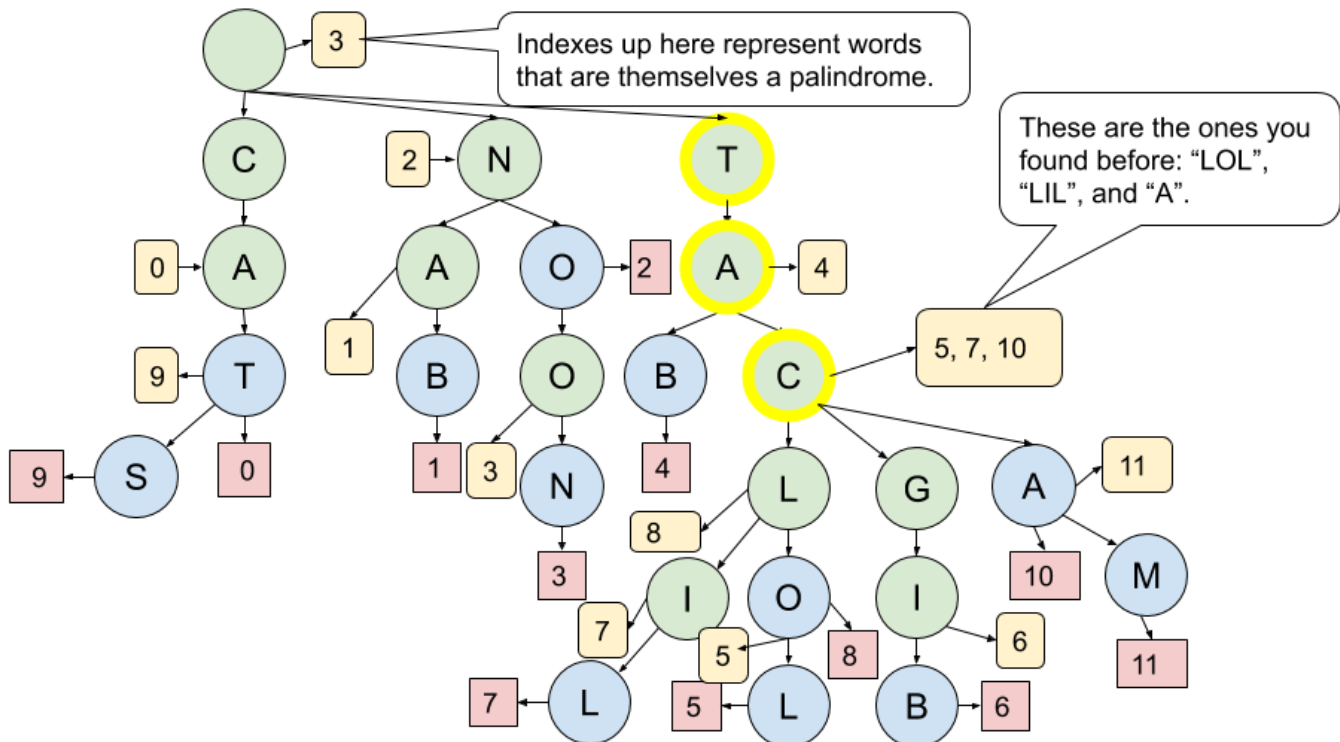 3
Indexes up here represent words
that are themselves a palindrome.
These are the ones you
found before: “LOL”,
“LIL”, and “A”.
C
2
N
T
0
A
A
O
2
A
4
1
5, 7, 10
9
T
B
O
B
C
9
S
0
1
3
N
4
L
G
A
11
8
3
I
O
I
10
M
7
5
8
6
11
7
L
5
L
B
6